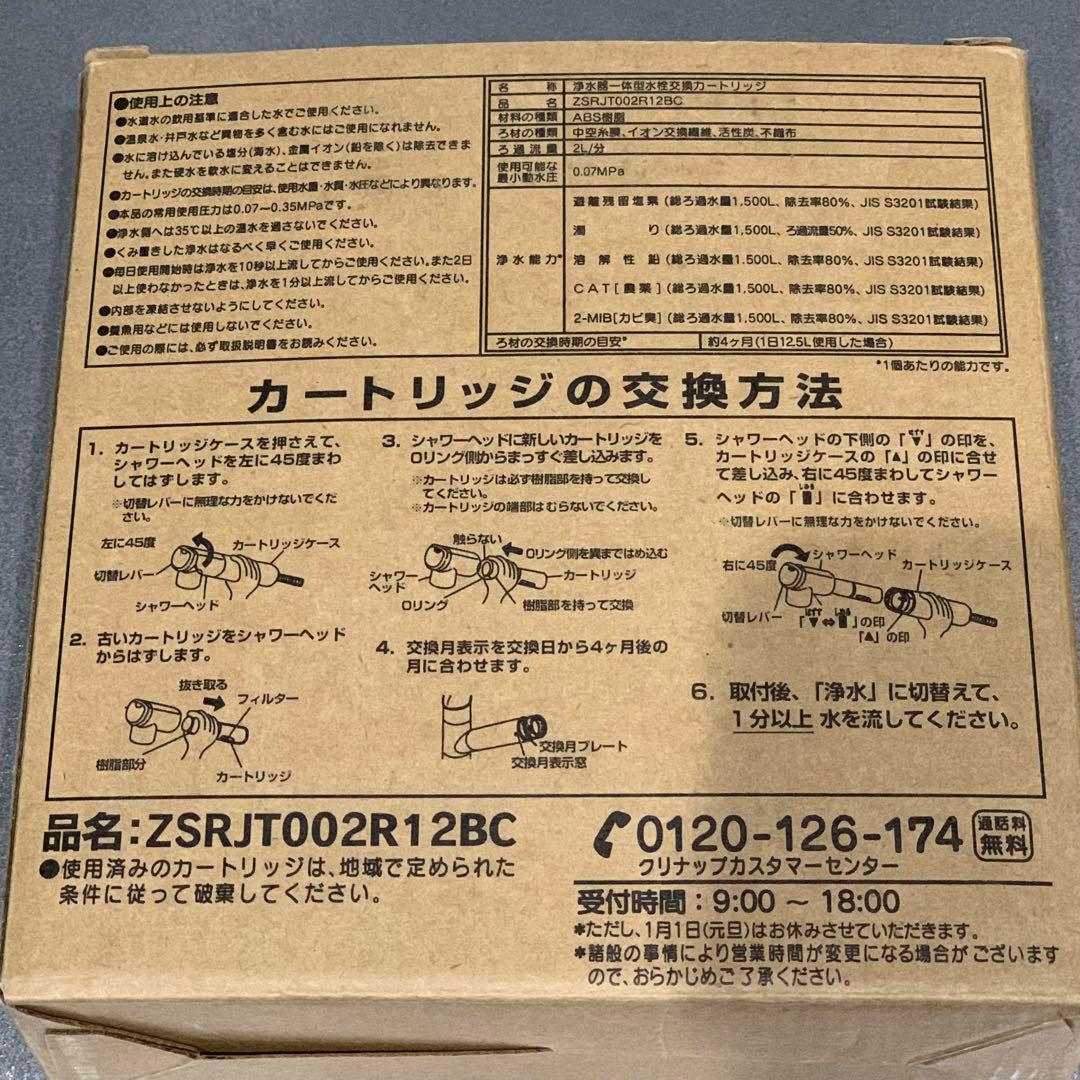 ●使用上の注意
●水道水の飲用基準に適合した水でご使用ください。
●温泉水・井戸水など異物を多く含む水にはご使用になれません。
●水に溶け込んでいる塩分(海水)、金属イオン(鉛を除く)は除去できま
せん。また硬水を軟水に変えることはできません。
●カートリッジの交換時期の目安は、使用水量・水質・水圧などにより異なります。
●本品の常用使用圧力は0.07〜0.35MPaです。
●浄水側へは35℃以上の温水を通さないでください。
●くみ置きした浄水はなるべく早くご使用ください。
●毎日使用開始時は浄水を10秒以上流してからご使用ください。また2日
以上使わなかったときは、浄水を1分以上流してからご使用ください。
●内部を凍結させないようにしてください。
●養魚用などには使用しないでください。
●ご使用の際には、必ず取扱説明書をお読みください。
名称 浄水器一体型水栓交換カートリッジ
品名 ZSRJT002R12BC
材料の種類 ABS樹脂
ろ材の種類 中空糸膜、イオン交換繊維、活性炭、不織布
ろ過流量 2L/分
使用可能な
最小動水圧 0.07MPa
浄水能力*
遊離残留塩素 (総ろ過水量1,500L、除去率80%、JIS S3201試験結果)
濁り (総ろ過水量1,500L、ろ過流量50%、JIS S3201試験結果)
溶解性鉛 (総ろ過水量1,500L、除去率80%、JIS S3201試験結果)
CAT[農薬] (総ろ過水量1,500L、除去率80%、JIS S3201試験結果)
2-MIB[カビ臭] (総ろ過水量1,500L、除去率80%、JIS S3201試験結果)
ろ材の交換時期の目安* 約4ヶ月(1日12.5L使用した場合)
*1個あたりの能力です。
カートリッジの交換方法
1. カートリッジケースを押さえて、
シャワーヘッドを左に45度まわ
してはずします。
※切替レバーに無理な力をかけないでくだ
さい。
左に45度
カートリッジケース
切替レバー
シャワーヘッド
2. 古いカートリッジをシャワーヘッド
からはずします。
抜き取る
フィルター
樹脂部分
カートリッジ
3. シャワーヘッドに新しいカートリッジを
Oリング側からまっすぐ差し込みます。
※カートリッジは必ず樹脂部を持って交換し
てください。
※カートリッジの端部はむらないでください。
触らない
Oリング側を異まではめ込む
シャワー
ヘッド
カートリッジ
Oリング
樹脂部を持って交換
4. 交換月表示を交換日から4ヶ月後の
月に合わせます。
交換月プレート
交換月表示窓
5. シャワーヘッドの下側の「▼」の印を、
カートリッジケースの「▲」の印に合せ
て差し込み、右に45度まわしてシャワー
ヘッドの「」に合わせます。
※切替レバーに無理な力をかけないでください。
右に45度
シャワーヘッド
カートリッジケース
切替レバー
「▼⇔」の印
「▲」の印
6. 取付後、「浄水」に切替えて、
1分以上 水を流してください。
品名:ZSRJT002R12BC
●使用済みのカートリッジは、地域で定められた
条件に従って破棄してください。
0120-126-174 通話料
無料
クリナップカスタマーセンター
受付時間：9:00 〜 18:00
*ただし、1月1日(元旦)はお休みさせていただきます。
*諸般の事情により営業時間が変更になる場合がございます
ので、おらかじめご了承ください。